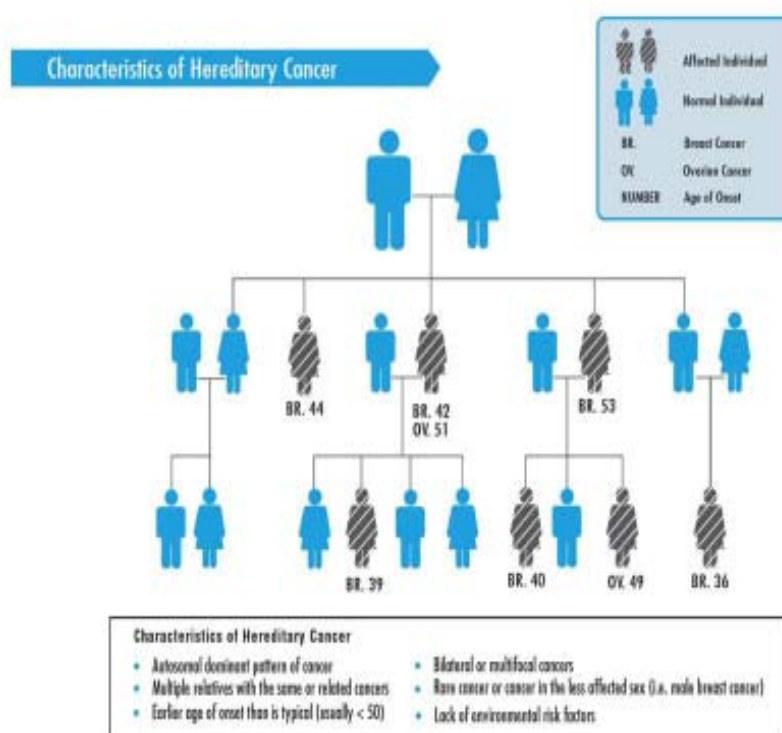 Characteristics of Hereditary Cancer
Affected Individual
Normal Individual
BR. Breast Cancer
OV. Ovarian Cancer
NUMBER Age of Onset
BR. 44
BR. 42
OV. 51
BR. 53
BR. 39
BR. 40
OV. 49
BR. 36
Characteristics of Hereditary Cancer
• Autosomal dominant pattern of cancer
• Multiple relatives with the same or related cancers
• Earlier age of onset than is typical (usually < 50)
• Bilateral or multifocal cancers
• Rare cancer or cancer in the less affected sex (i.e. male breast cancer)
• Lack of environmental risk factors